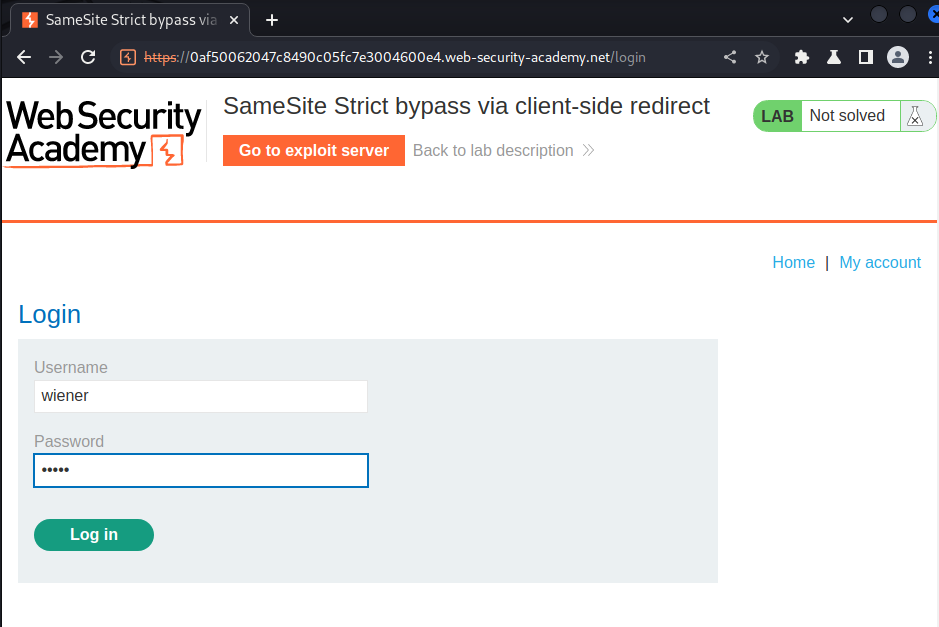 SameSite Strict bypass via
https://0af50062047c8490c05fc7e3004600e4.web-security-academy.net/login
WebSecurity
Academy
SameSite Strict bypass via client-side redirect
Go to exploit server
Back to lab description
LAB
Not solved
Home | My account
Login
Username
wiener
Password
•••••
Log in